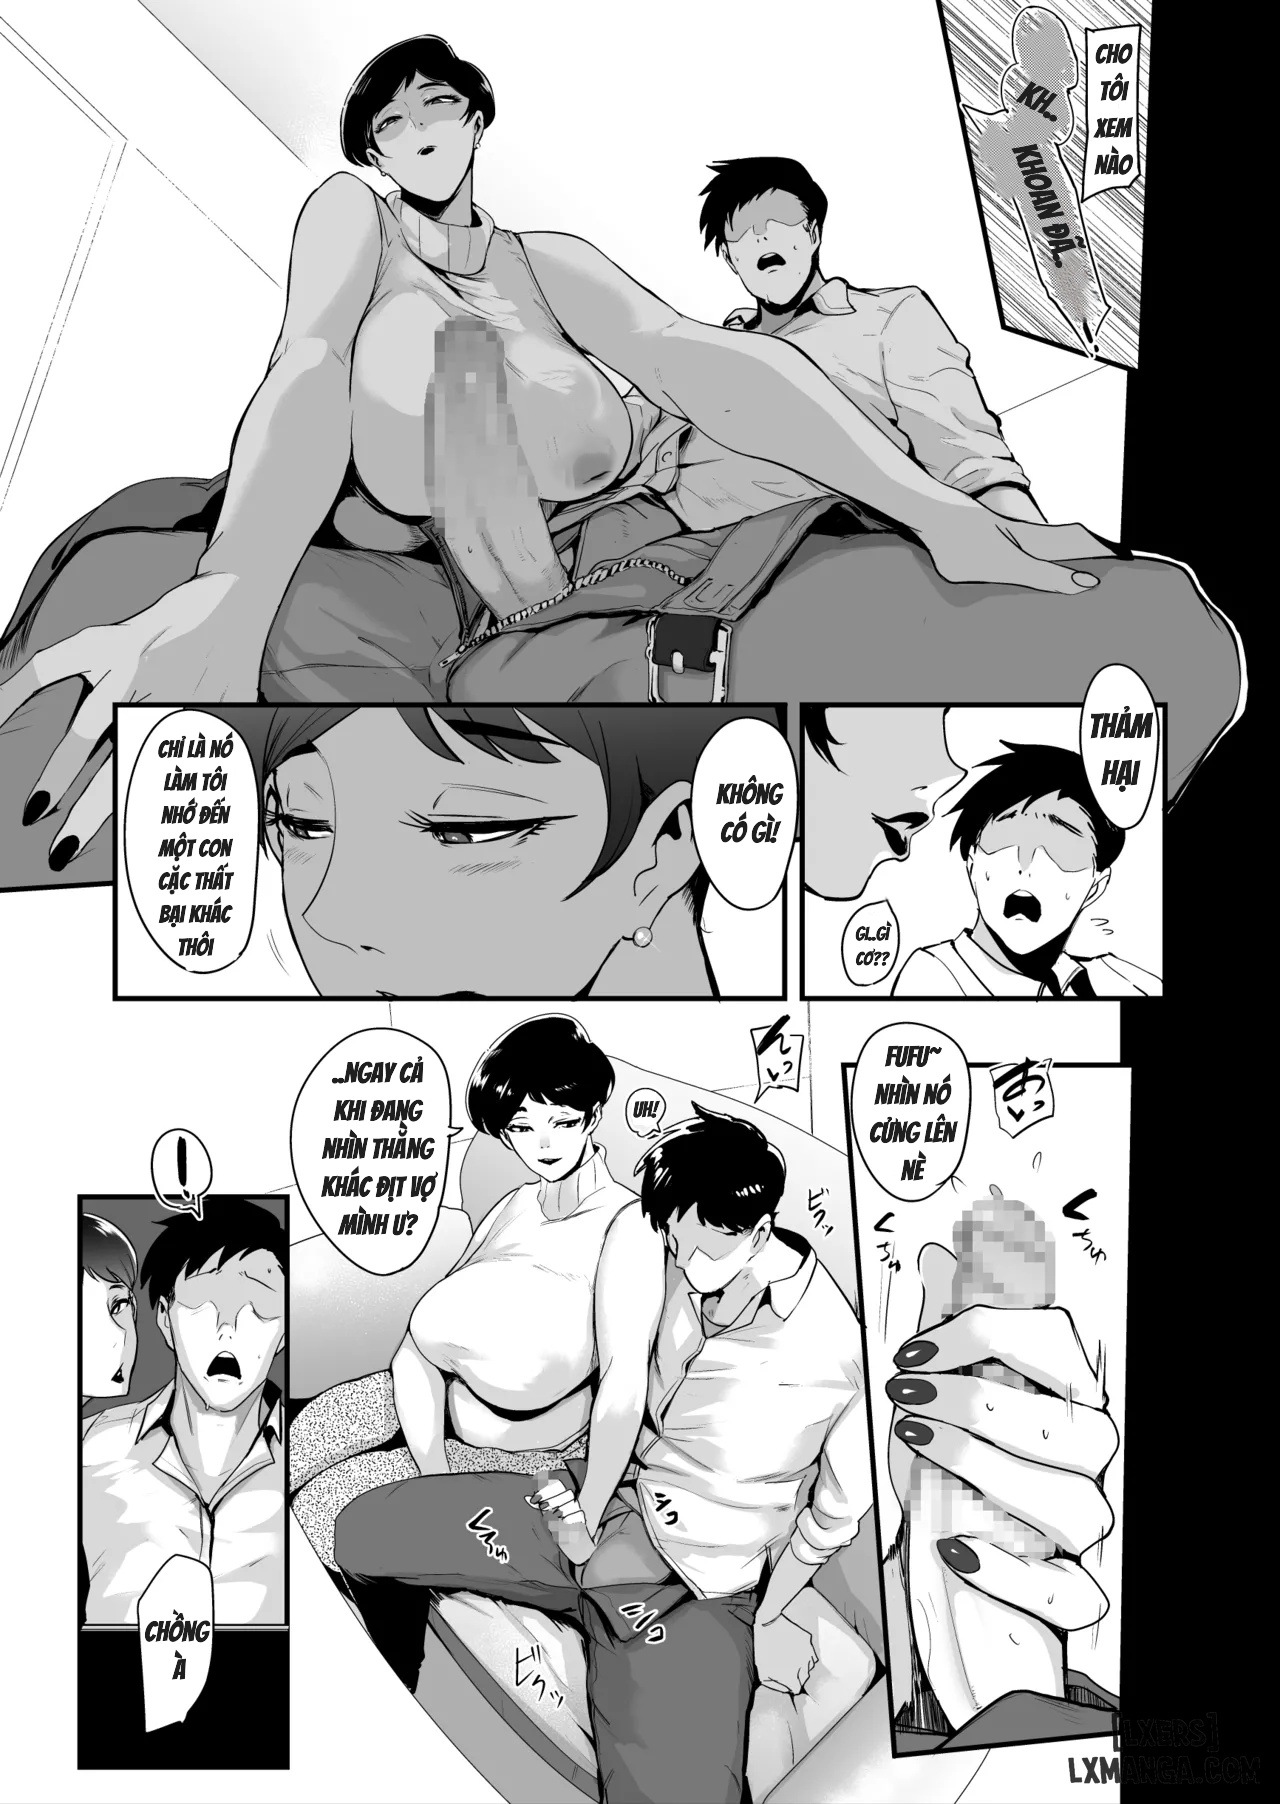 CHO
TÔI
XEM
NÀO
KH..
KHOAN ĐÃ.
THẢM
HẠI
GI..GÌ
CƠ??
KHÔNG
CÓ GÌ!
CHỈ LÀ NÓ
LÀM TÔI
NHỚ ĐẾN
MỘT CON
CẶC THẤT
BẠI KHÁC
THÔI
FUFU~
NHÌN NÓ
CỨNG LÊN
NÈ
UH!
..NGAY CẢ
KHI ĐANG
NHÌN THẰNG
KHÁC ĐỊT VỢ
MÌNH Ư?
!
CHỒNG
À
[LXERS]
LXMANGA.COM